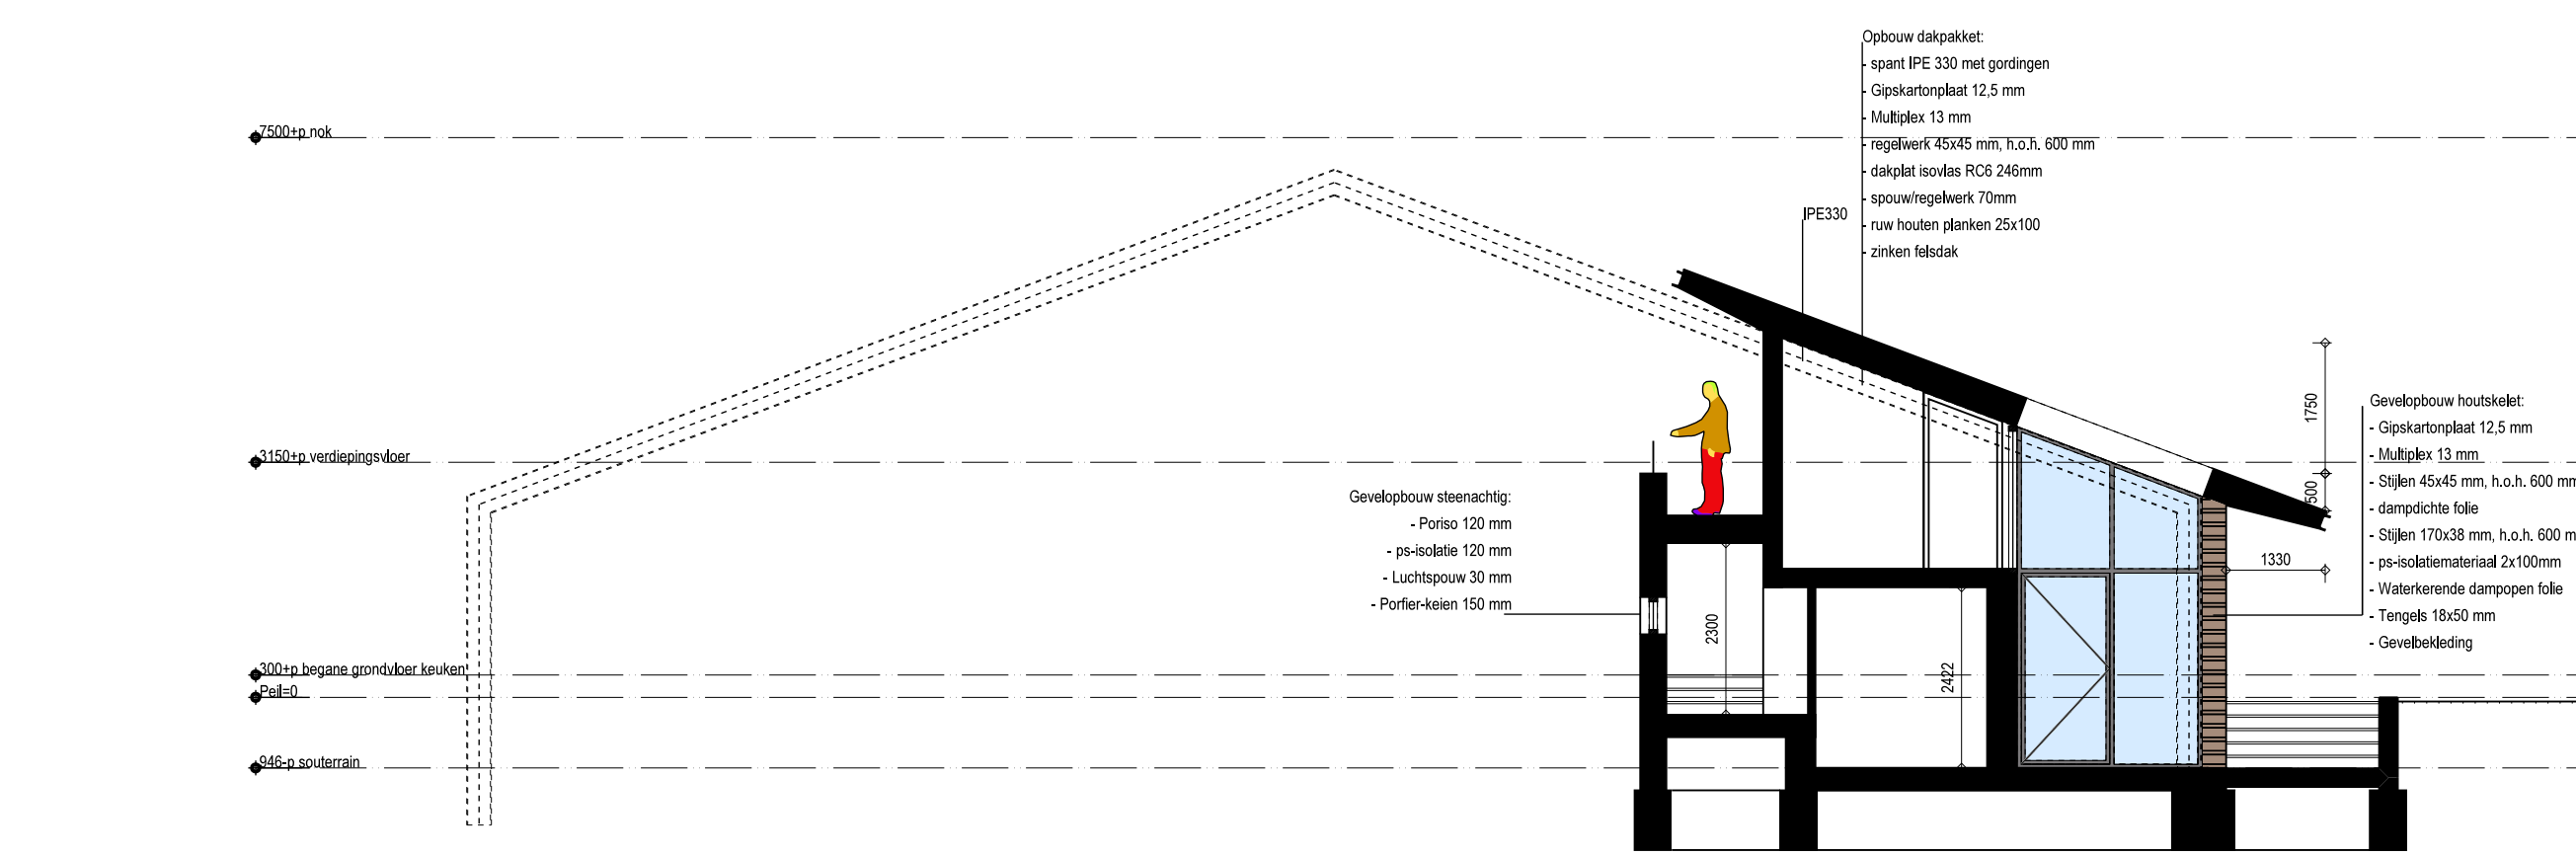 Opbouw dakpakket:
- spant IPE 330 met gordingen
- Gipskartonplaat 12,5 mm
- Multiplex 13 mm
- regelwerk 45x45 mm, h.o.h. 600 mm
- dakplat isovlas RC6 246mm
- spouw/regelwerk 70mm
- ruw houten planken 25x100
- zinken felsdak
7500+p nok
IPE330
3150+p verdiepingsvloer
Gevelopbouw steenachtig:
- Poriso 120 mm
- ps-isolatie 120 mm
- Luchtspouw 30 mm
- Porfier-keien 150 mm
1750
500
1330
Gevelopbouw houtskelet:
- Gipskartonplaat 12,5 mm
- Multiplex 13 mm
- Stijlen 45x45 mm, h.o.h. 600 mm
- dampdichte folie
- Stijlen 170x38 mm, h.o.h. 600 m
- ps-isolatiemateriaal 2x100mm
- Waterkerende dampopen folie
- Tengels 18x50 mm
- Gevelbekleding
2300
2422
300+p begane grondvloer keuken
Peil=0
946-p souterrain